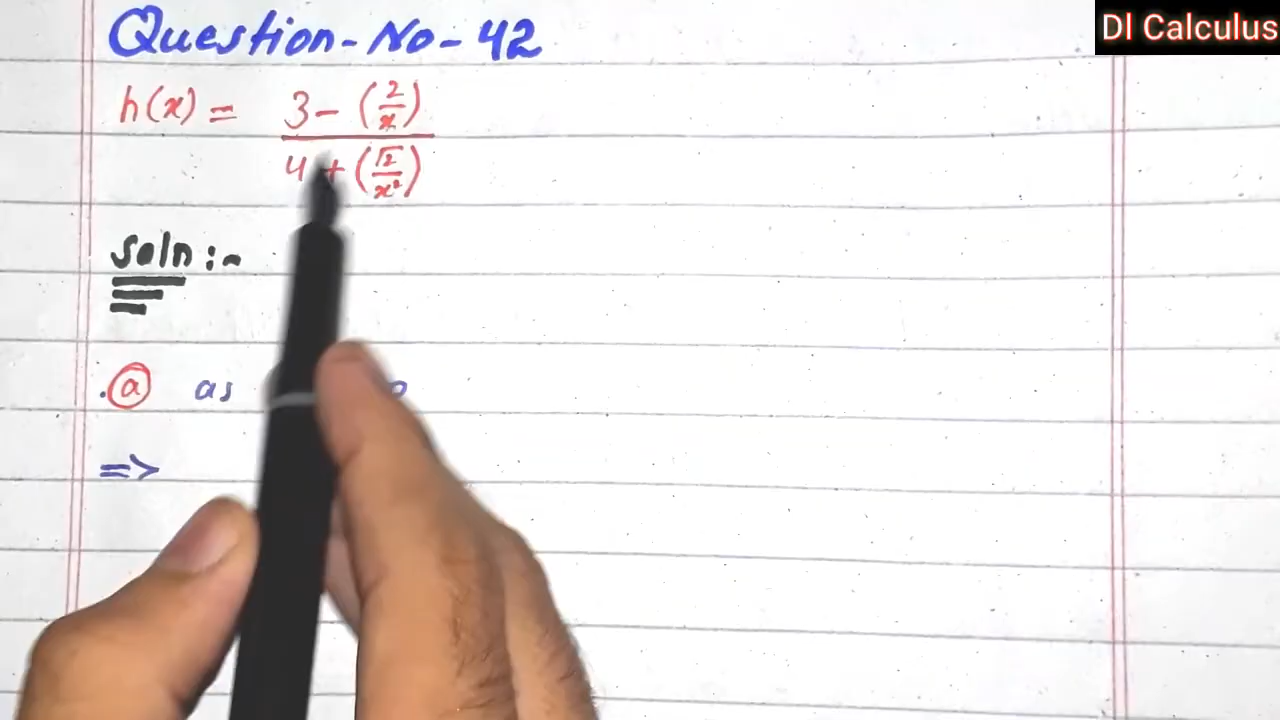 DI Calculus
Question-No-42
h(x) = (3 - (2/x)) / (4 + (√2/x²))
Soln :-
.ⓐ as
=>